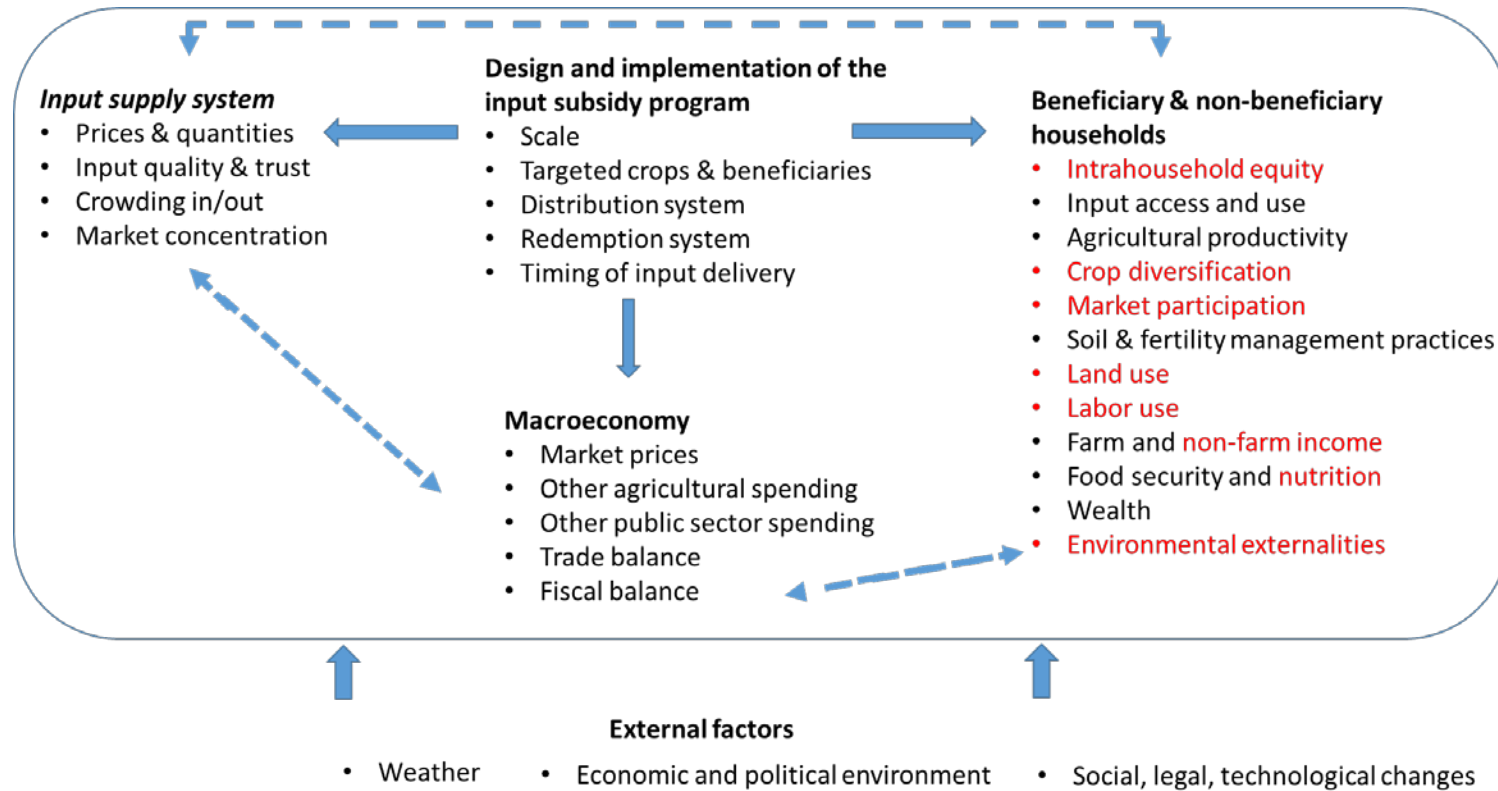 Input supply system
• Prices & quantities
• Input quality & trust
• Crowding in/out
• Market concentration
Design and implementation of the
input subsidy program
• Scale
• Targeted crops & beneficiaries
• Distribution system
• Redemption system
• Timing of input delivery
Beneficiary & non-beneficiary
households
• Intrahousehold equity
• Input access and use
• Agricultural productivity
• Crop diversification
• Market participation
• Soil & fertility management practices
• Land use
• Labor use
• Farm and non-farm income
• Food security and nutrition
• Wealth
• Environmental externalities
Macroeconomy
• Market prices
• Other agricultural spending
• Other public sector spending
• Trade balance
• Fiscal balance
External factors
• Weather
• Economic and political environment
• Social, legal, technological changes